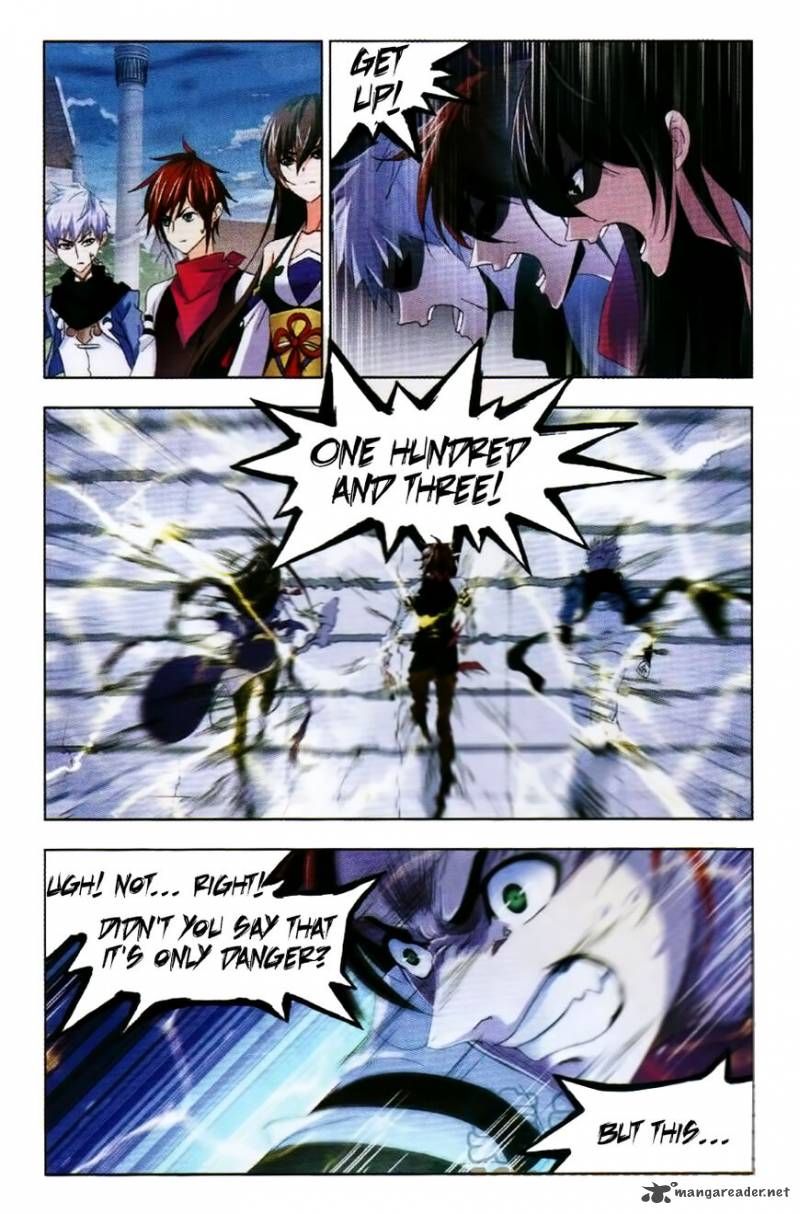 GET
UP!
ONE HUNDRED
AND THREE!
UGH! NOT... RIGHT!
DIDN'T YOU SAY THAT
IT'S ONLY DANGER?
BUT THIS...
mangareader.net